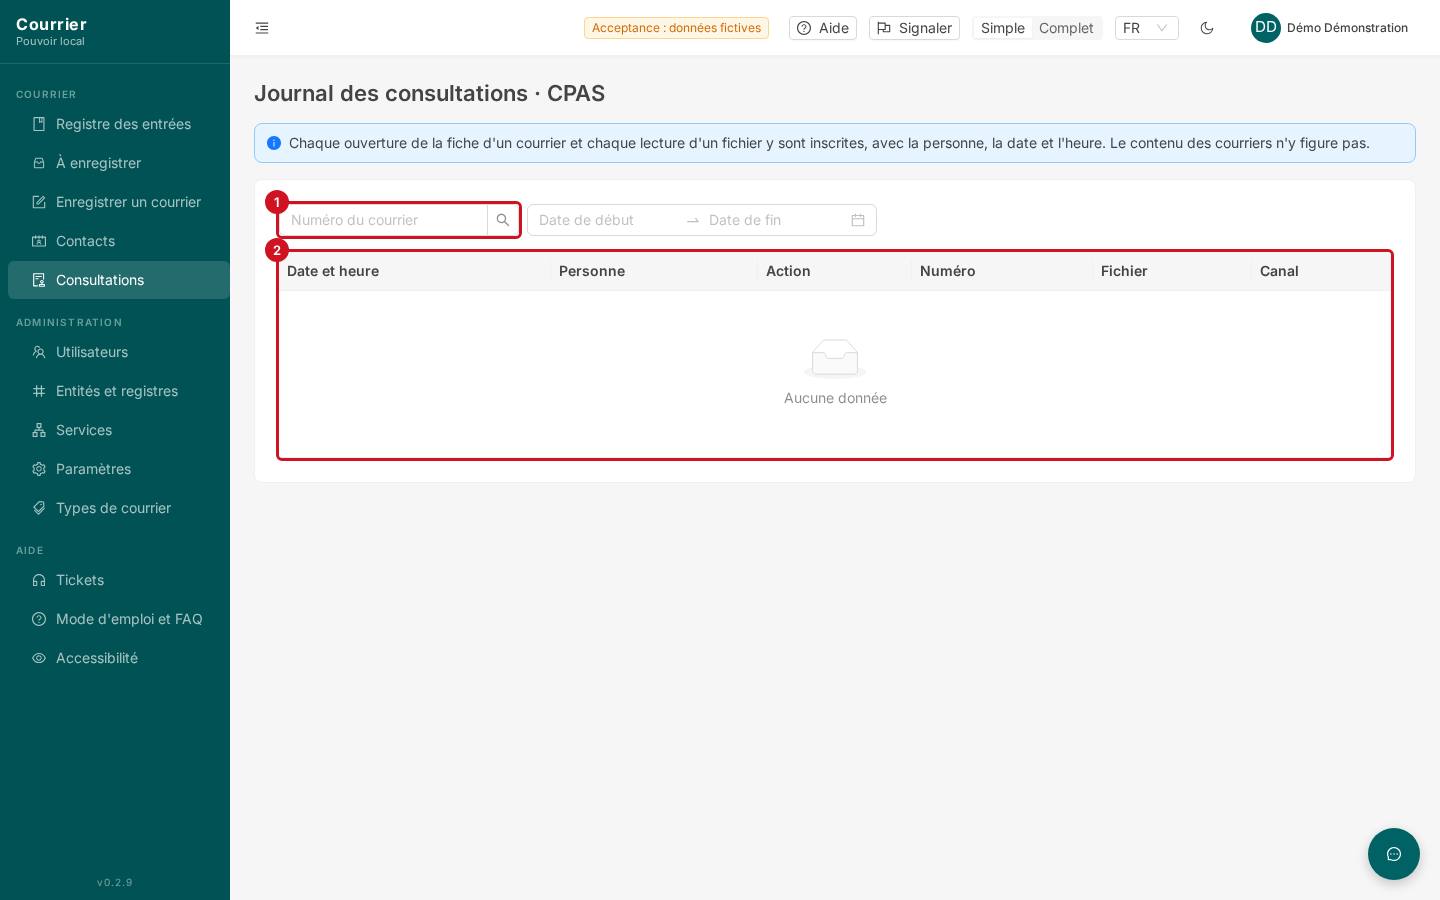 Courrier
Pouvoir local
Acceptance : données fictives
Aide
Signaler
Simple
Complet
FR
DD
Démo Démonstration
COURRIER
Registre des entrées
À enregistrer
Enregistrer un courrier
Contacts
Consultations
ADMINISTRATION
Utilisateurs
Entités et registres
Services
Paramètres
Types de courrier
AIDE
Tickets
Mode d'emploi et FAQ
Accessibilité
v0.2.9
Journal des consultations · CPAS
Chaque ouverture de la fiche d'un courrier et chaque lecture d'un fichier y sont inscrites, avec la personne, la date et l'heure. Le contenu des courriers n'y figure pas.
1
Numéro du courrier
Date de début
Date de fin
2
Date et heure
Personne
Action
Numéro
Fichier
Canal
Aucune donnée